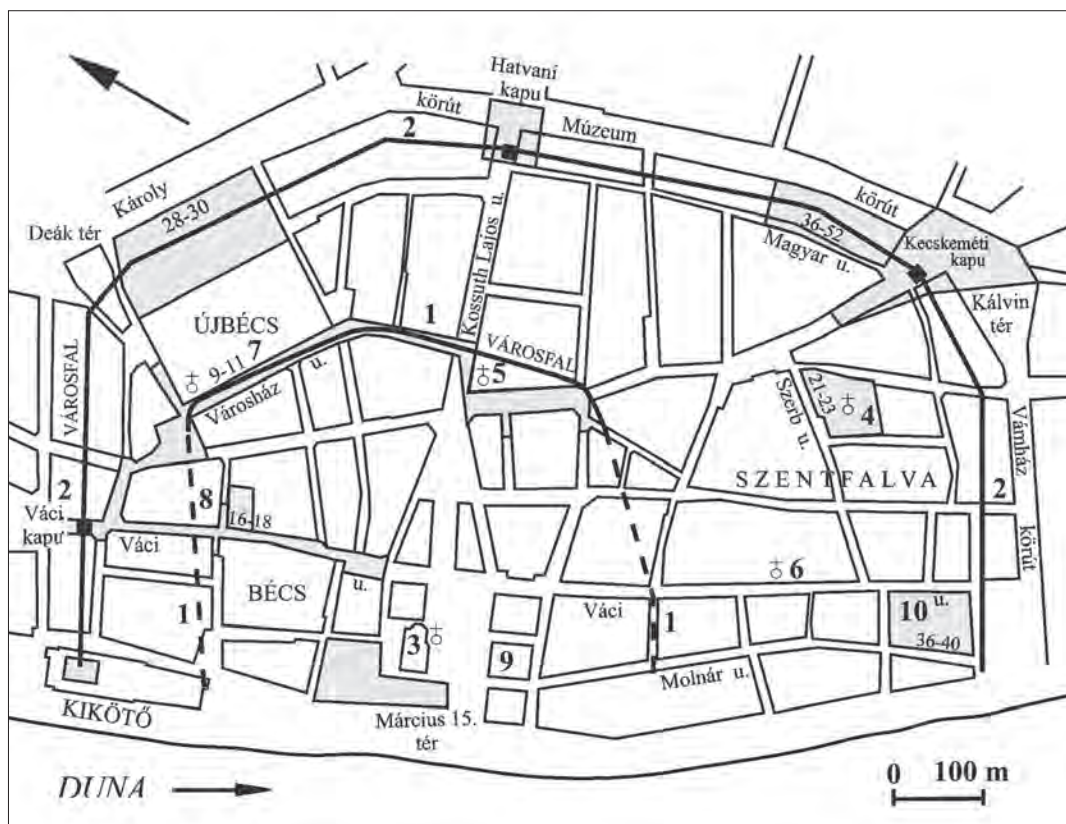 Hatvani
kapu
körút
2
Múzeum
Károly
28-30
körút
Deák tér
36-52
Magyar u.
Kecskeméti
kapu
Kossuth Lajos u.
Kálvin
tér
ÚJBÉCS
7
1
VÁROSFAL
9-11
5
Városház
u.
VÁROSFAL
21-23
4
Szerb u.
Vámház
SZENTFALVA
2
2
8
16-18
Váci
kapu
Váci
körút
6
BÉCS
u.
1
Váci
1
10
u.
3
9
36-40
Molnár u.
KIKÖTŐ
Március 15.
tér
DUNA
0 100 m